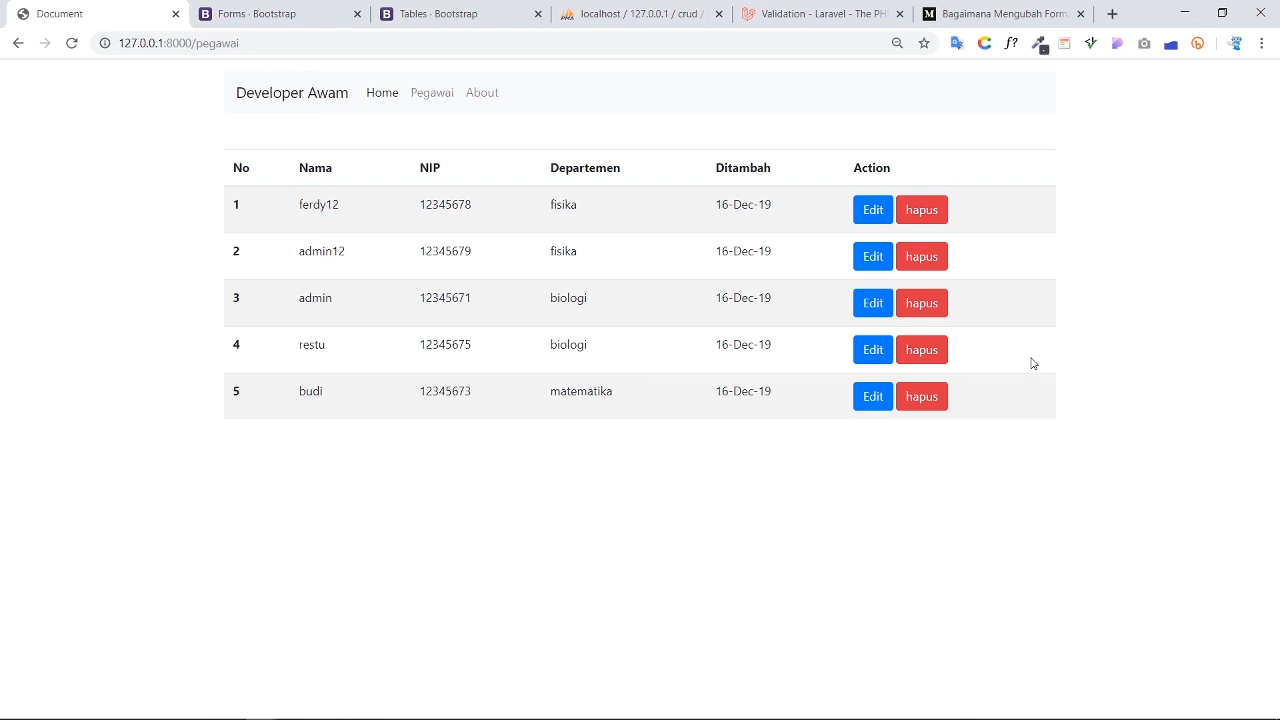 Document
Forms · Bootstrap
Tables · Bootstrap
localhost / 127.0.0.1 / crud /
Validation - Laravel - The PH
Bagaimana Mengubah Form
127.0.0.1:8000/pegawai
Developer Awam Home Pegawai About
No Nama NIP Departemen Ditambah Action
1 ferdy12 12345678 fisika 16-Dec-19 Edit hapus
2 admin12 12345679 fisika 16-Dec-19 Edit hapus
3 admin 12345671 biologi 16-Dec-19 Edit hapus
4 restu 12345675 biologi 16-Dec-19 Edit hapus
5 budi 12345673 matematika 16-Dec-19 Edit hapus